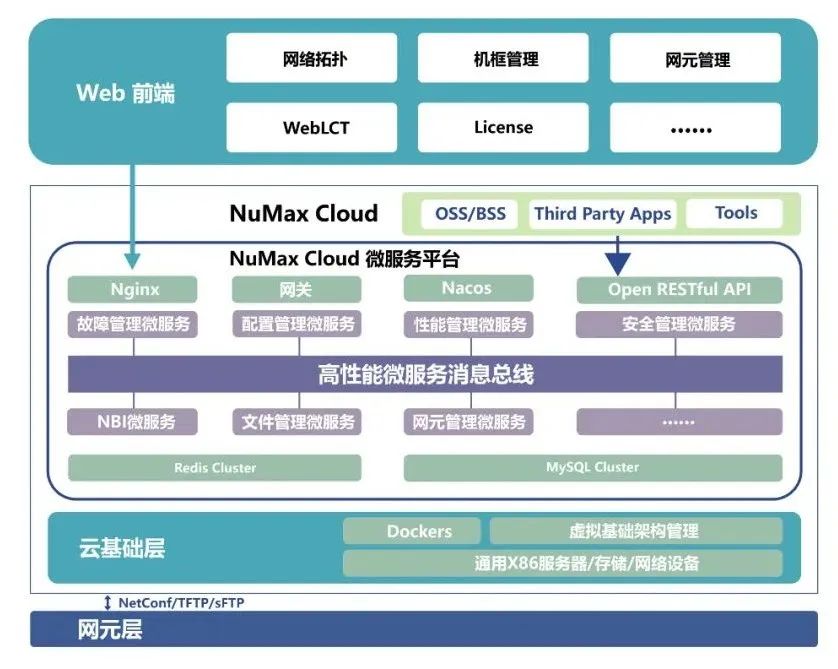 Web 前端
网络拓扑 机框管理 网元管理
WebLCT License ……
NuMax Cloud OSS/BSS Third Party Apps Tools
NuMax Cloud 微服务平台
Nginx 网关 Nacos Open RESTful API
故障管理微服务 配置管理微服务 性能管理微服务 安全管理微服务
高性能微服务消息总线
NBI微服务 文件管理微服务 网元管理微服务 ……
Redis Cluster MySQL Cluster
云基础层
Dockers 虚拟基础架构管理
通用X86服务器/存储/网络设备
NetConf/TFTP/sFTP
网元层